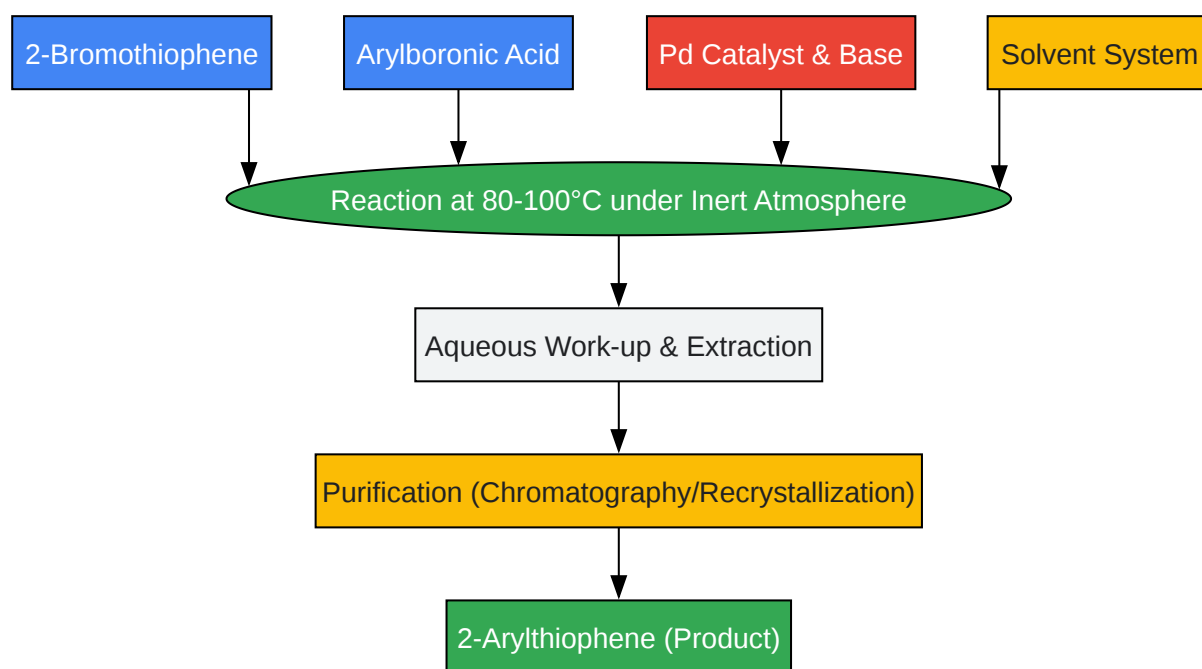 2-Bromothiophene
Arylboronic Acid
Pd Catalyst & Base
Solvent System
Reaction at 80-100°C under Inert Atmosphere
Aqueous Work-up & Extraction
Purification (Chromatography/Recrystallization)
2-Arylthiophene (Product)